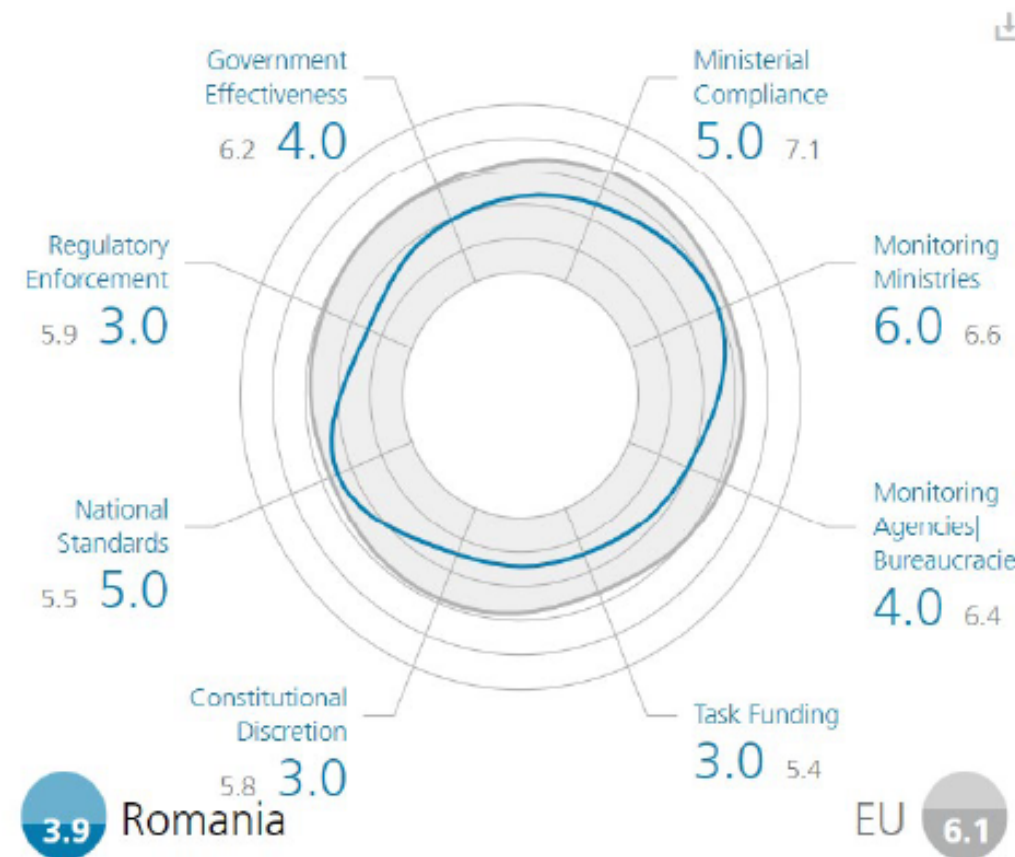 Government
Effectiveness
6.2 4.0
Ministerial
Compliance
5.0 7.1
Regulatory
Enforcement
5.9 3.0
Monitoring
Ministries
6.0 6.6
National
Standards
5.5 5.0
Monitoring
Agencies|
Bureaucracie
4.0 6.4
Constitutional
Discretion
5.8 3.0
Task Funding
3.0 5.4
3.9 Romania
EU 6.1